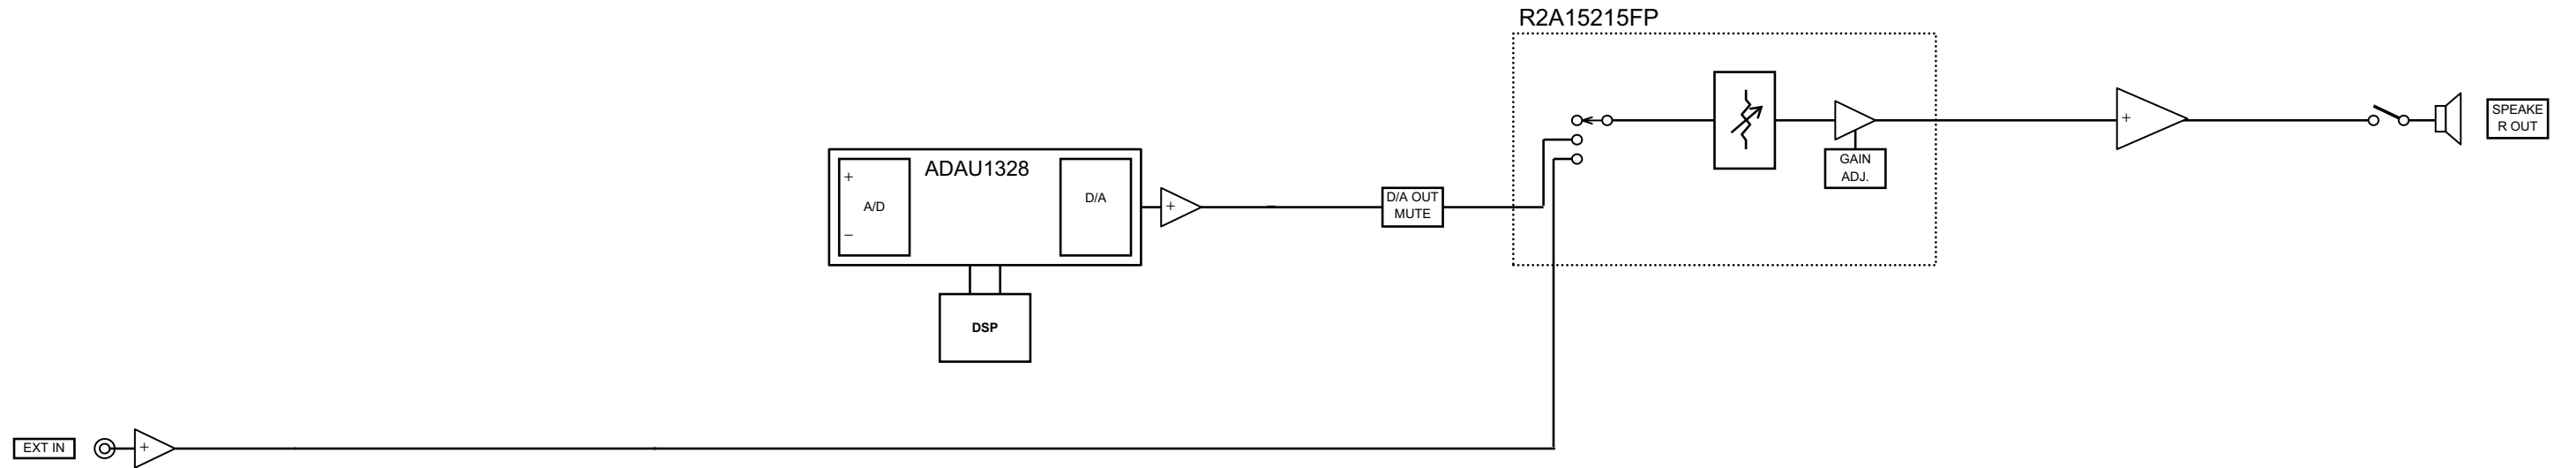 R2A15215FP
SPEAKE
R OUT
+
GAIN
ADJ.
ADAU1328
+
A/D
−
D/A
+
D/A OUT
MUTE
DSP
EXT IN
+